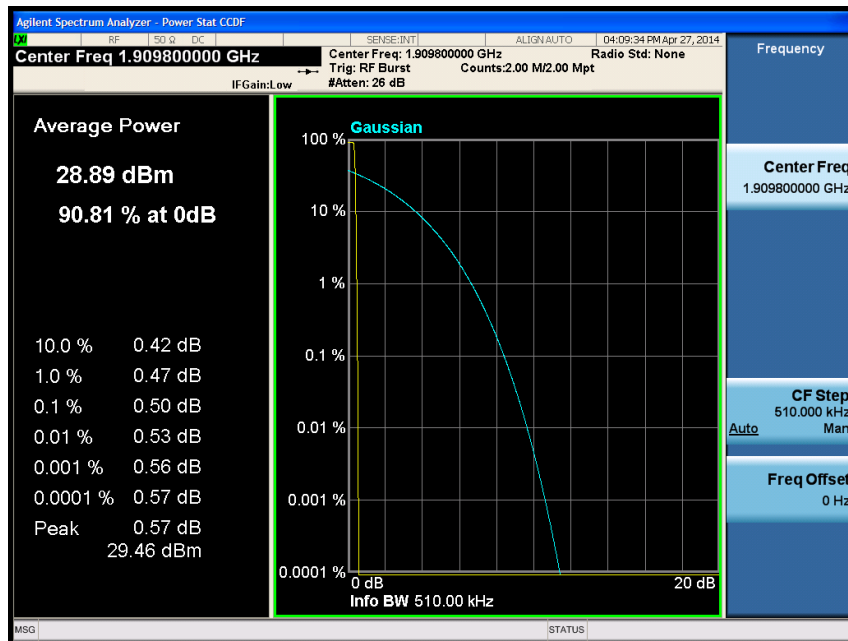 Agilent Spectrum Analyzer - Power Stat CCDF
LXI RF 50 Ω DC SENSE:INT ALIGN AUTO 04:09:34 PM Apr 27, 2014
Center Freq 1.909800000 GHz
Center Freq: 1.909800000 GHz Radio Std: None
Trig: RF Burst Counts:2.00 M/2.00 Mpt
IFGain:Low #Atten: 26 dB
Average Power
28.89 dBm
90.81 % at 0dB
10.0 % 0.42 dB
1.0 % 0.47 dB
0.1 % 0.50 dB
0.01 % 0.53 dB
0.001 % 0.56 dB
0.0001 % 0.57 dB
Peak 0.57 dB
29.46 dBm
Gaussian
100 %
10 %
1 %
0.1 %
0.01 %
0.001 %
0.0001 %
0 dB 20 dB
Info BW 510.00 kHz
Frequency
Center Freq
1.909800000 GHz
CF Step
510.000 kHz
Auto Man
Freq Offset
0 Hz
MSG STATUS